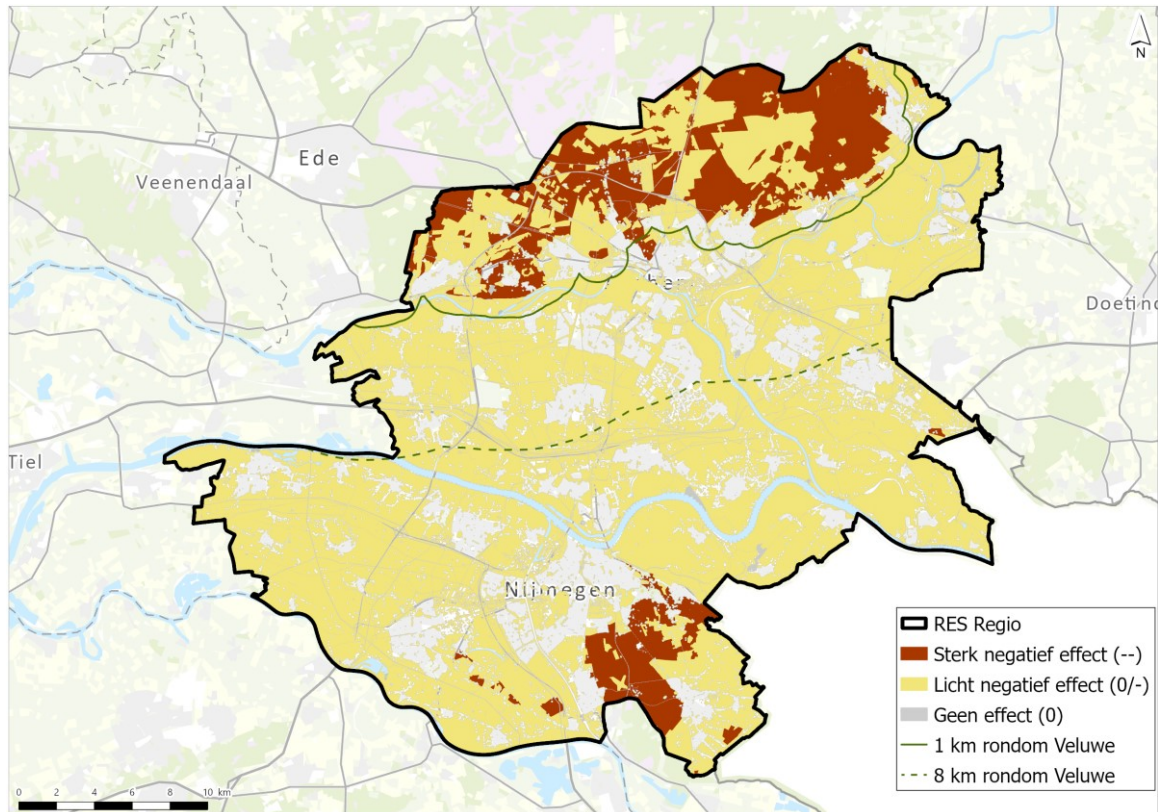 N
Ede
Veenendaal
Doetinc
Tiel
Nijmegen
RES Regio
Sterk negatief effect (--)
Licht negatief effect (0/-)
Geen effect (0)
1 km rondom Veluwe
8 km rondom Veluwe
0 2 4 6 8 10 km